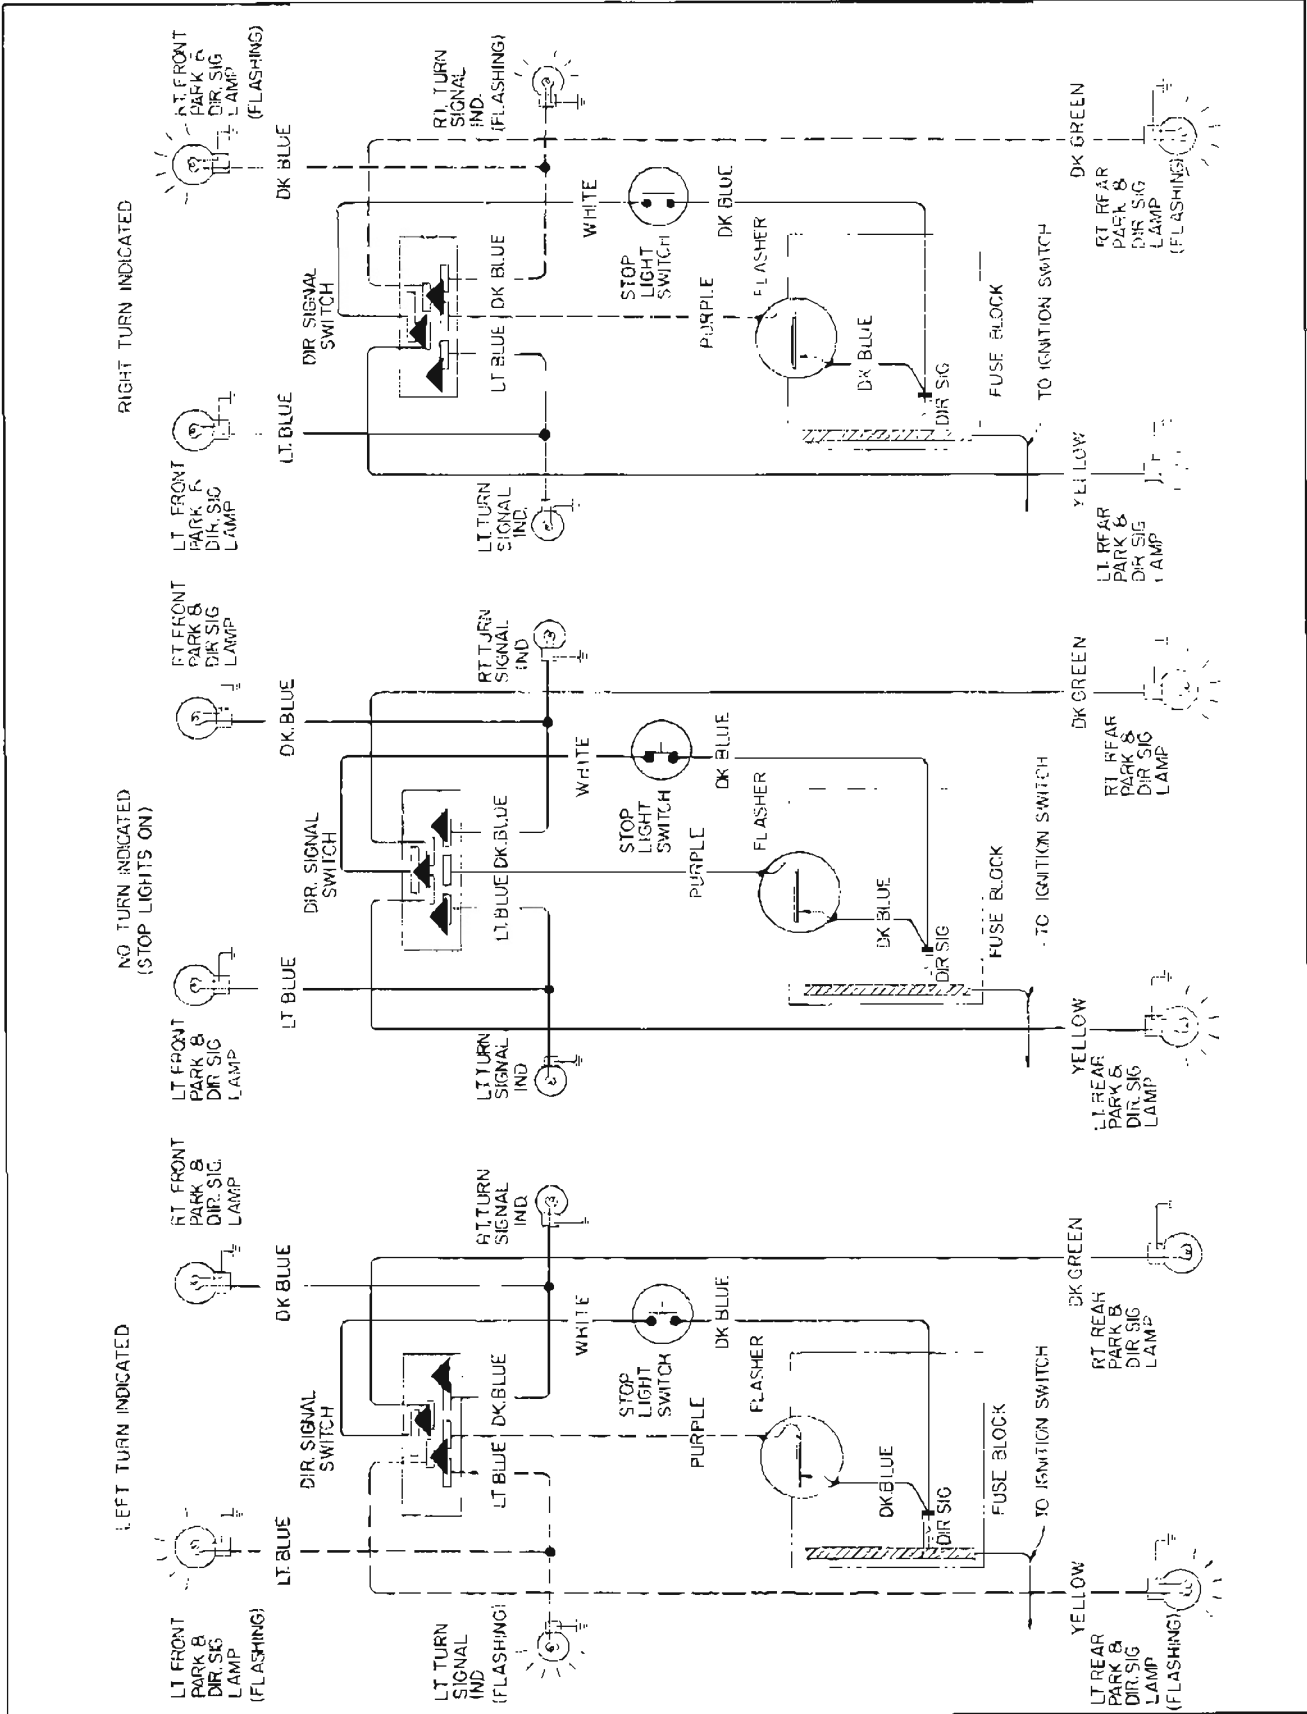 LEFT TURN INDICATED
LT FRONT
PARK &
DIR. SIG
LAMP
(FLASHING)
RT. FRONT
PARK &
DIR. SIG.
LAMP
LT. BLUE
DK BLUE
DIR. SIGNAL
SWITCH
LT TURN
SIGNAL
IND
(FLASHING)
RT. TURN
SIGNAL
IND.
LT BLUE
DK.BLUE
WHITE
STOP
LIGHT
SWITCH
DK BLUE
PURPLE
FLASHER
DK.BLUE
DIR SIG
FUSE BLOCK
TO IGNITION SWITCH
YELLOW
DK GREEN
LT REAR
PARK &
DIR. SIG
LAMP
(FLASHING)
RT REAR
PARK &
DIR SIG
LAMP
NO TURN INDICATED
(STOP LIGHTS ON)
LT FRONT
PARK &
DIR SIG
LAMP
RT FRONT
PARK &
DIR SIG
LAMP
LT BLUE
DK.BLUE
DIR. SIGNAL
SWITCH
LT TURN
SIGNAL
IND
RT TURN
SIGNAL
IND
LT.BLUE
DK.BLUE
WHITE
STOP
LIGHT
SWITCH
DK BLUE
PURPLE
FLASHER
DK BLUE
DIR SIG
FUSE BLOCK
TO IGNITION SWITCH
YELLOW
DK GREEN
LT. REAR
PARK &
DIR. SIG
LAMP
RT REAR
PARK &
DIR SIG
LAMP
RIGHT TURN INDICATED
LT. FRONT
PARK &
DIR. SIG
LAMP
RT. FRONT
PARK &
DIR. SIG
LAMP
(FLASHING)
LT. BLUE
DK BLUE
DIR SIGNAL
SWITCH
LT. TURN
SIGNAL
IND.
RT. TURN
SIGNAL
IND.
(FLASHING)
LT BLUE
DK BLUE
WHITE
STOP
LIGHT
SWITCH
DK BLUE
PURPLE
FLASHER
DK BLUE
DIR SIG
FUSE BLOCK
TO IGNITION SWITCH
YELLOW
DK GREEN
LT. REAR
PARK &
DIR SIG
LAMP
RT REAR
PARK &
DIR SIG
LAMP
(FLASHING)